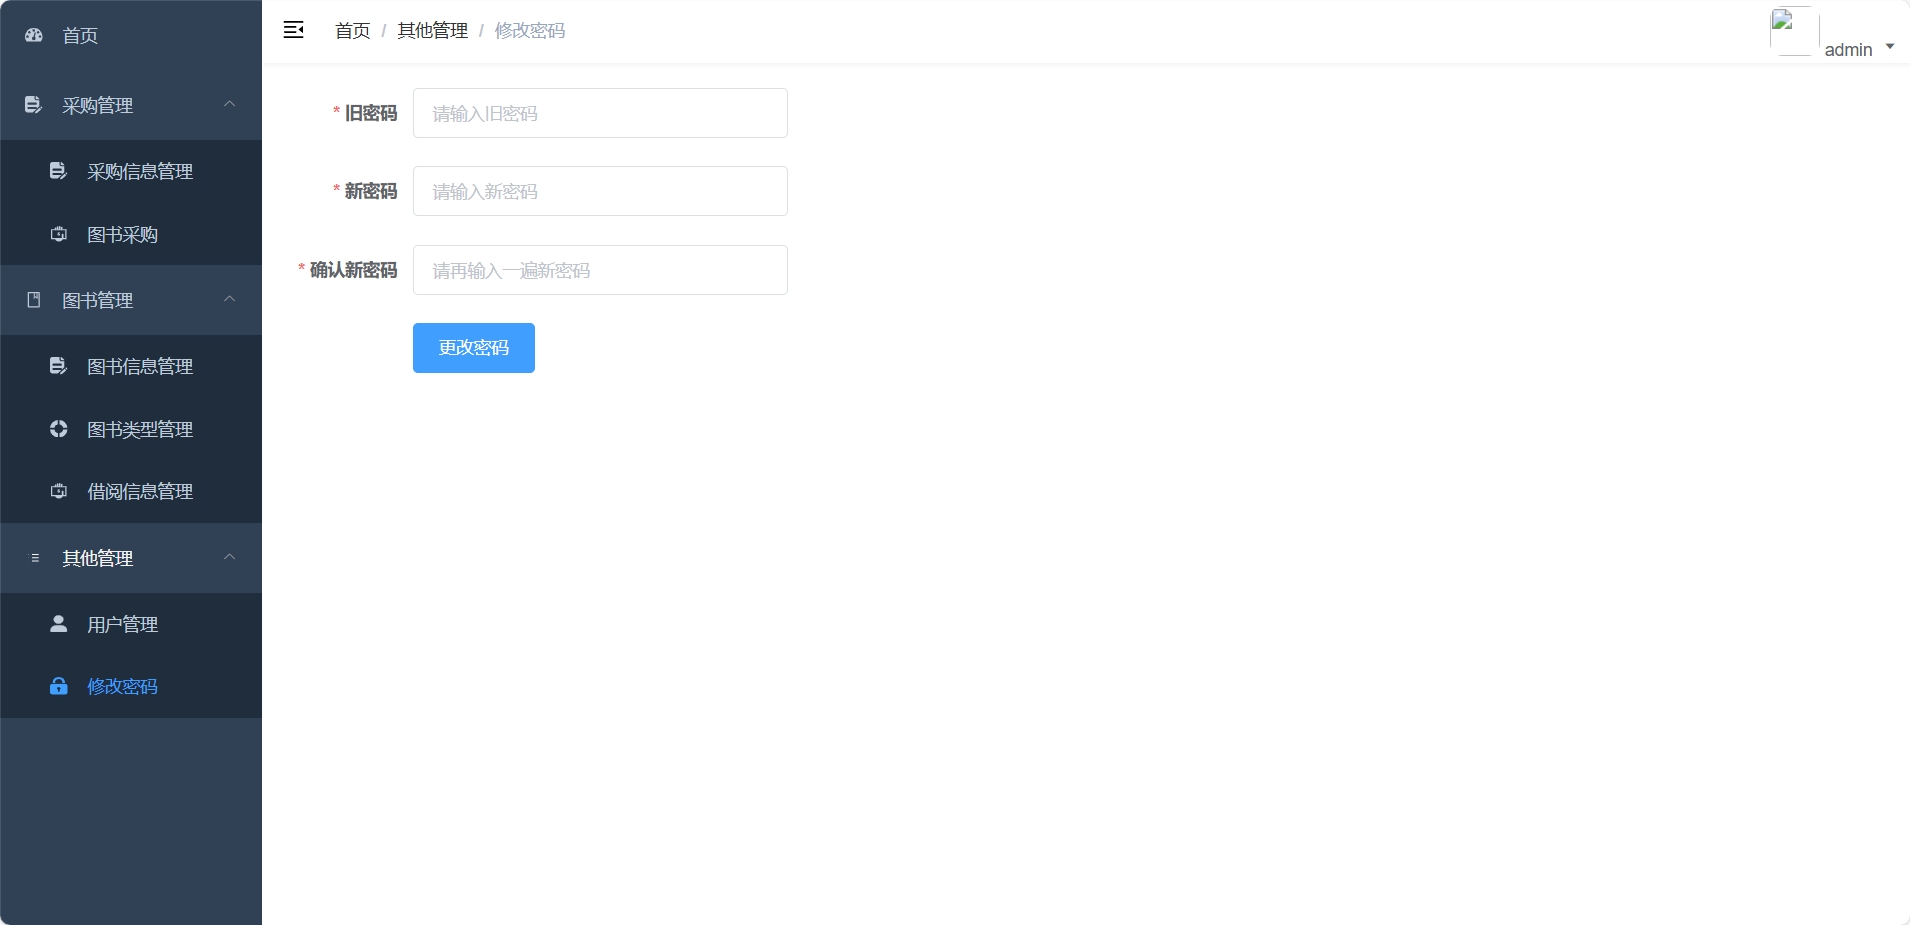 首页
采购管理
采购信息管理
图书采购
图书管理
图书信息管理
图书类型管理
借阅信息管理
其他管理
用户管理
修改密码
首页 / 其他管理 / 修改密码
admin
* 旧密码 请输入旧密码
* 新密码 请输入新密码
* 确认新密码 请再输入一遍新密码
更改密码